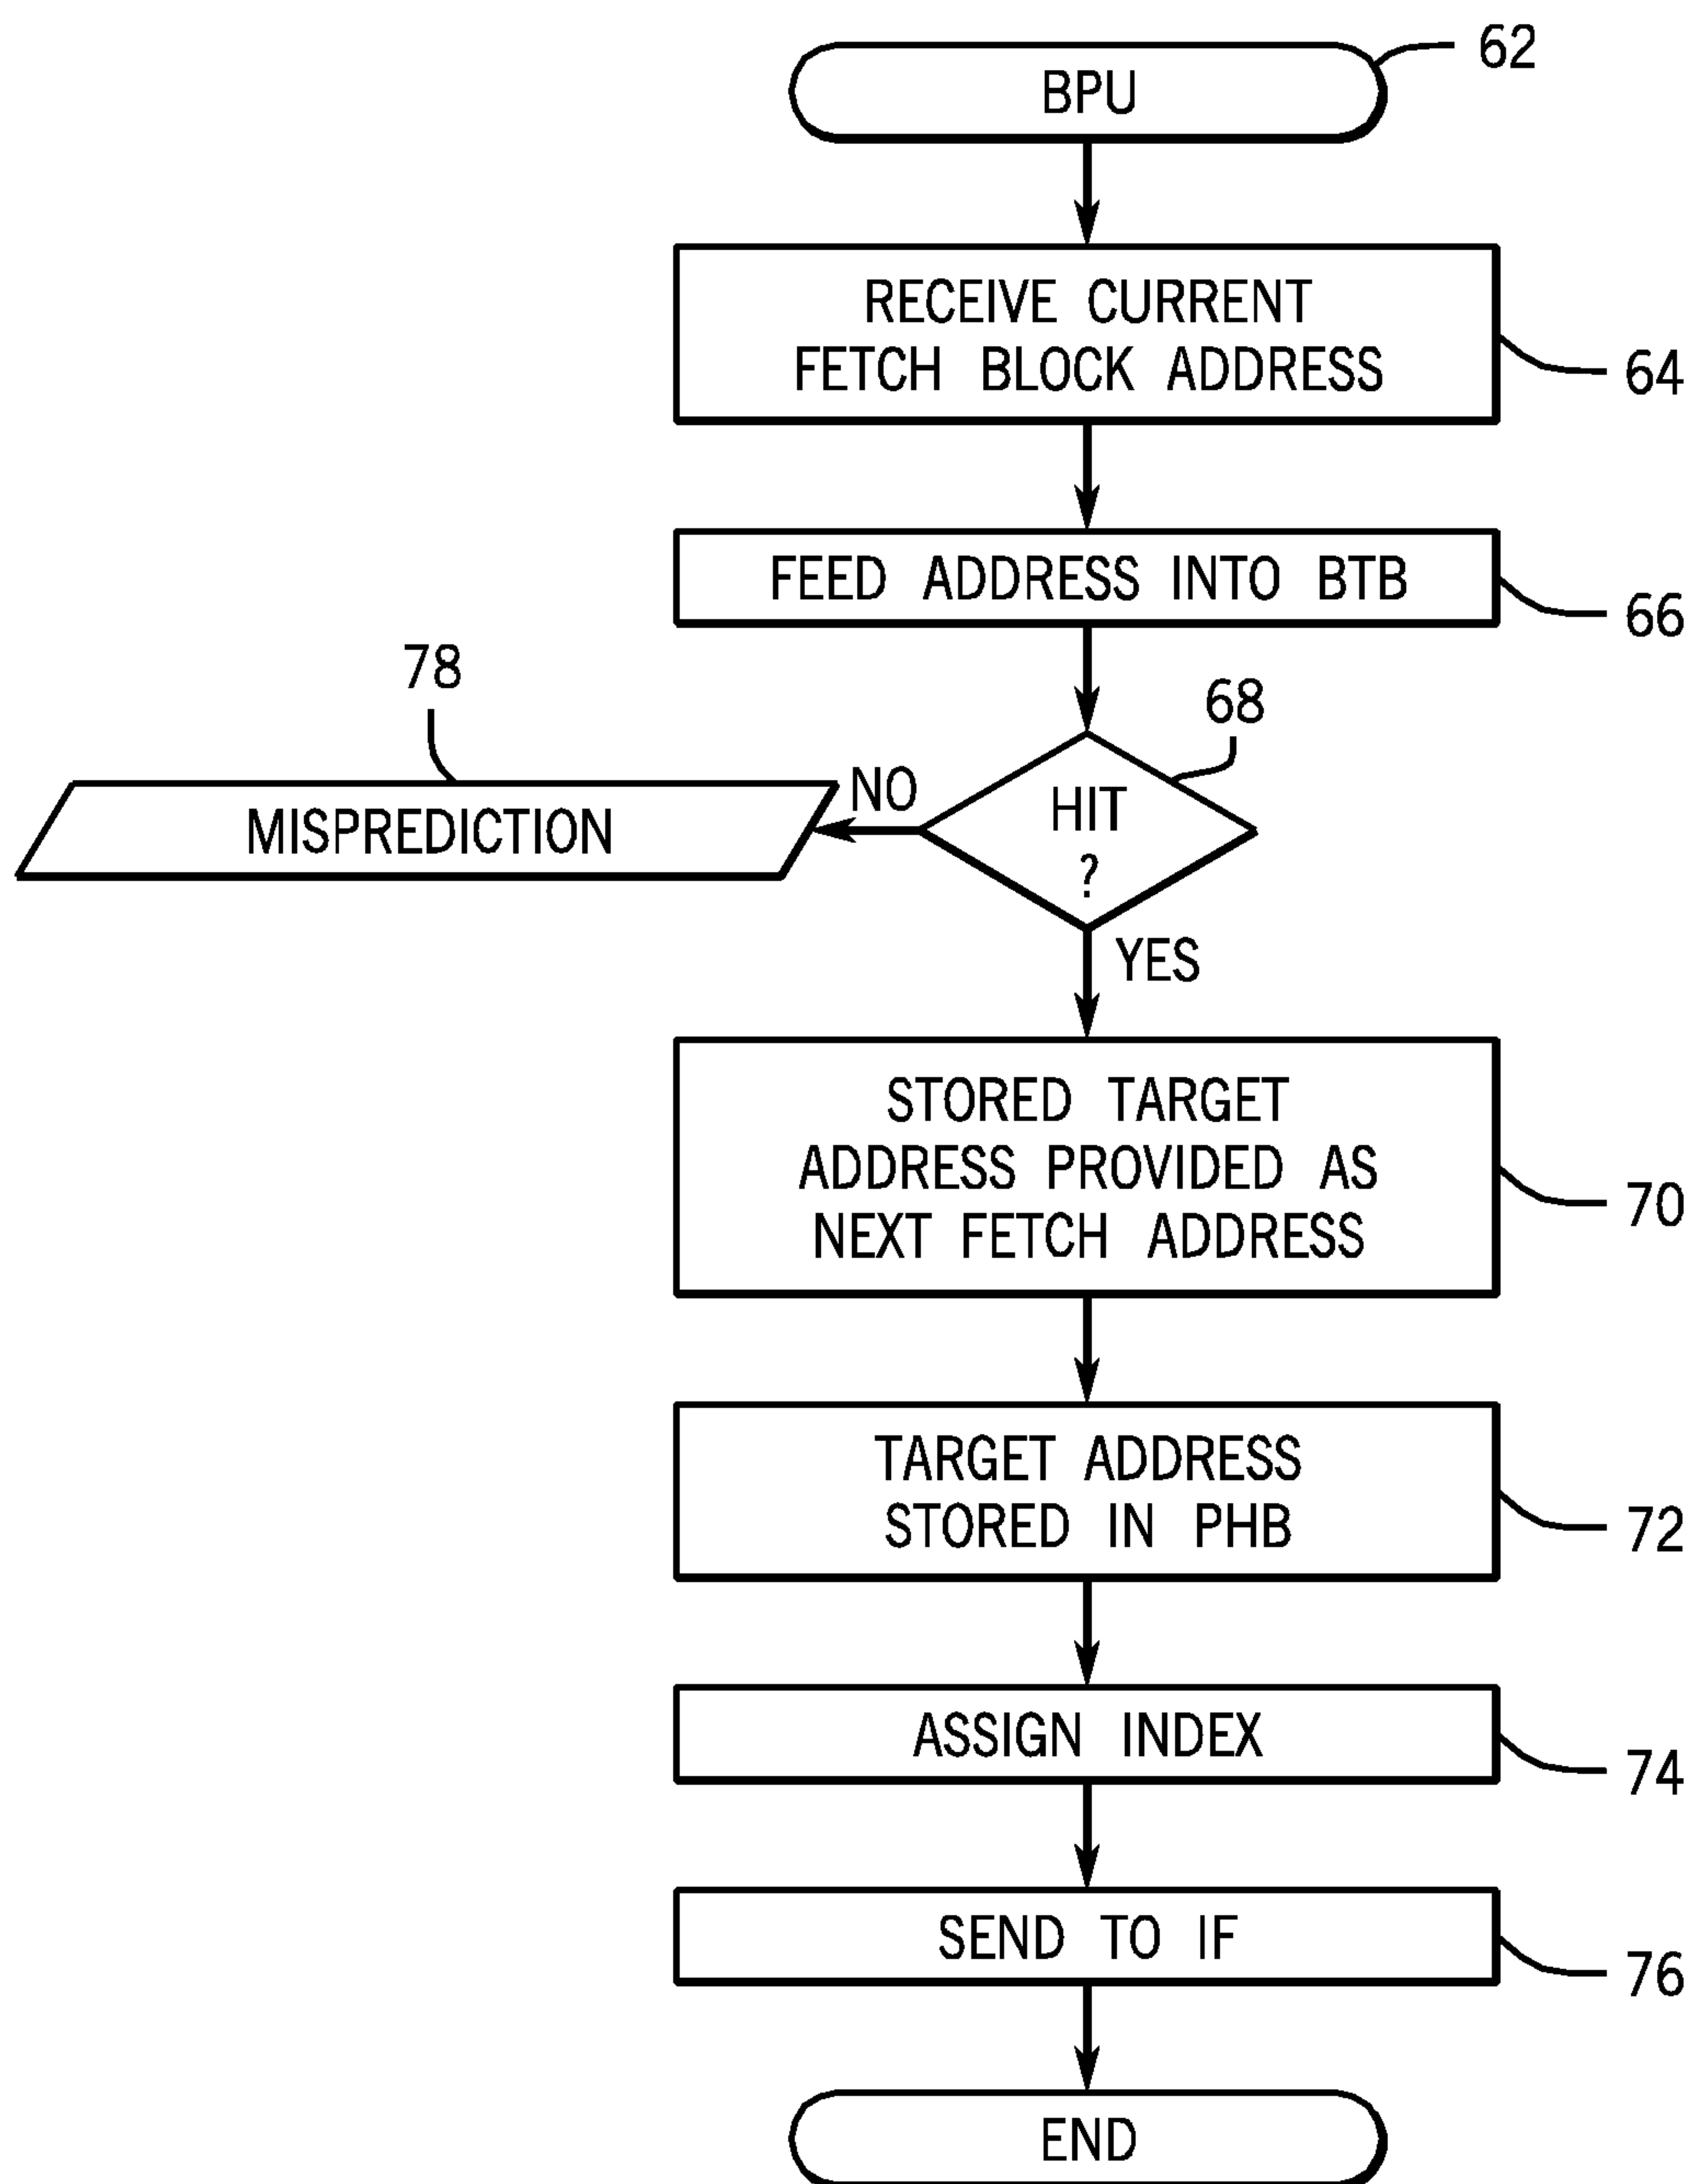 62
BPU
RECEIVE CURRENT
FETCH BLOCK ADDRESS
64
FEED ADDRESS INTO BTB
66
78
68
MISPREDICTION
NO
HIT
?
YES
STORED TARGET
ADDRESS PROVIDED AS
NEXT FETCH ADDRESS
70
TARGET ADDRESS
STORED IN PHB
72
ASSIGN INDEX
74
SEND TO IF
76
END